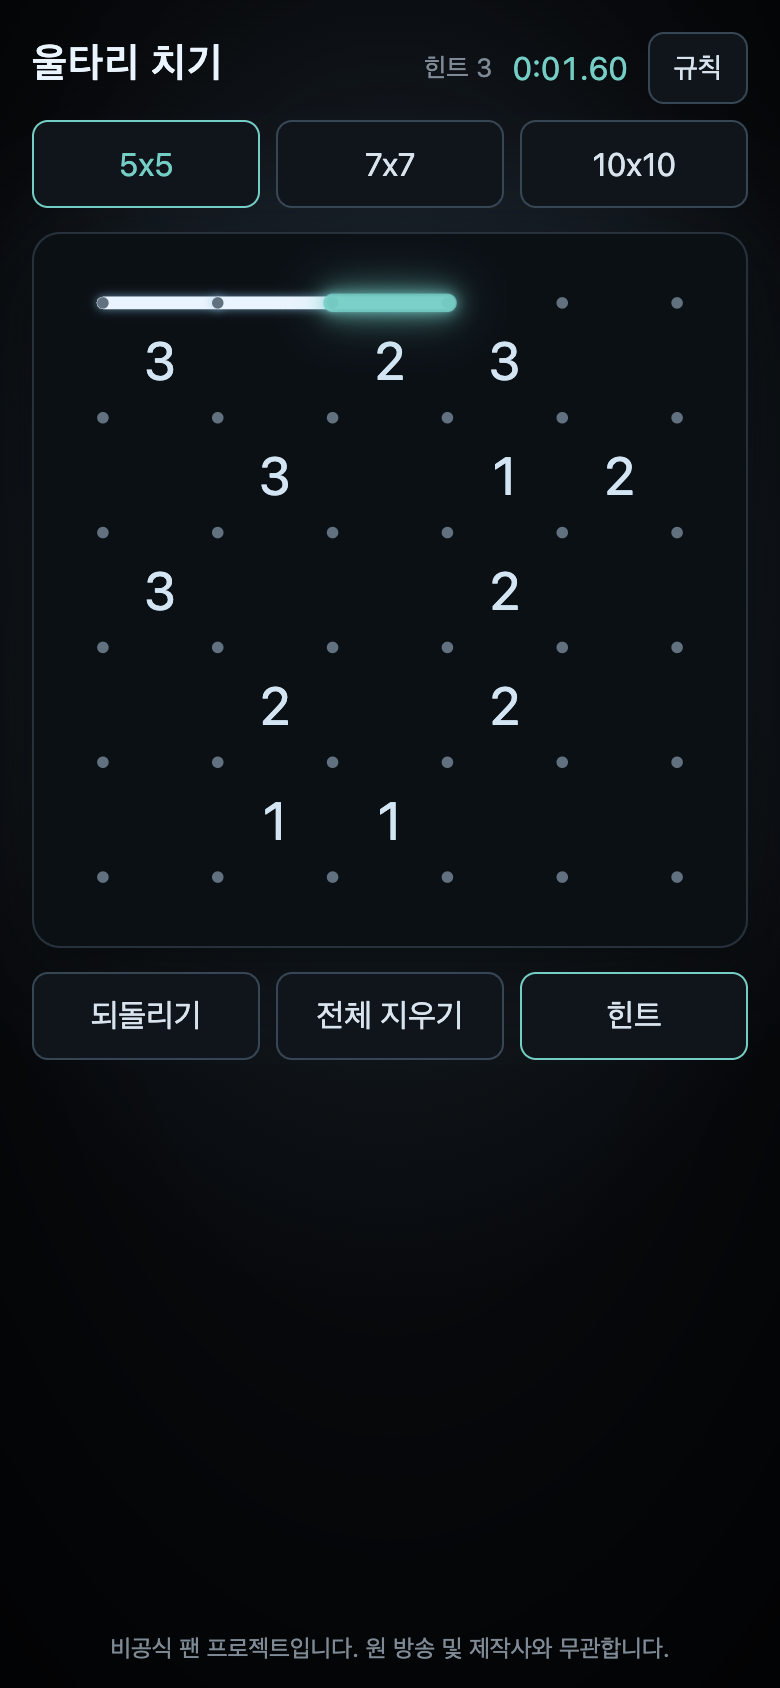 울타리 치기
힌트 3 0:01.60 규칙
5x5 7x7 10x10
3 2 3
3 1 2
3 2
2 2
1 1
되돌리기 전체 지우기 힌트
비공식 팬 프로젝트입니다. 원 방송 및 제작사와 무관합니다.